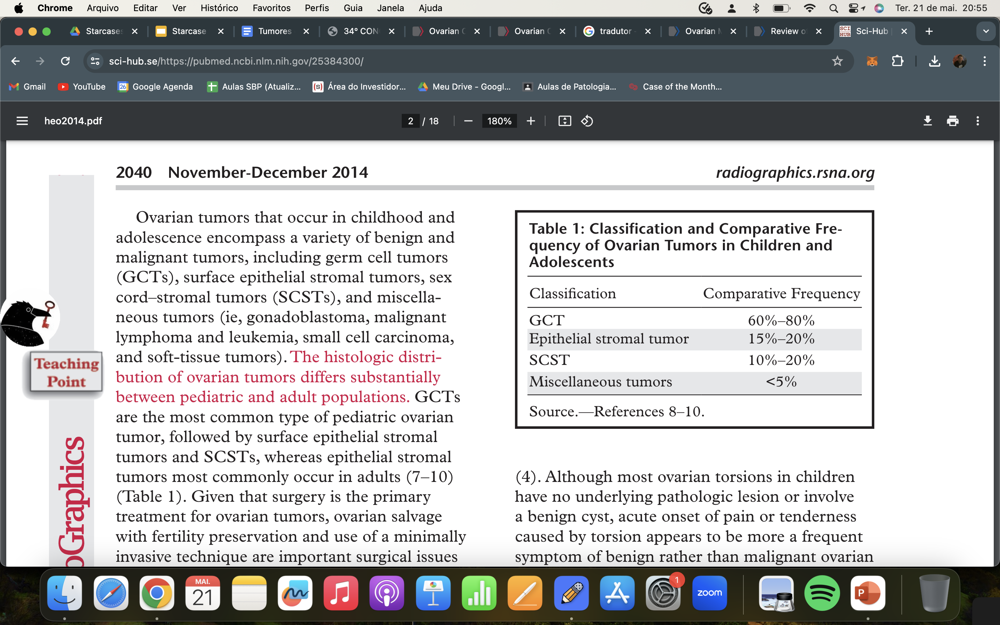 Chrome Arquivo Editar Ver Histórico Favoritos Perfis Guia Janela Ajuda Ter. 21 de mai. 20:55
Starcases Starcase Tumores 34° CON Ovarian Ovarian tradutor - Ovarian Review o Sci-Hub
sci-hub.se/https://pubmed.ncbi.nlm.nih.gov/25384300/
Gmail YouTube 26 Google Agenda Aulas SBP (Atualiz... (s) Área do Investidor... Meu Drive - Googl... Aulas de Patologia... Case of the Month...
heo2014.pdf 2 / 18 180%
2040 November-December 2014 radiographics.rsna.org
Ovarian tumors that occur in childhood and
adolescence encompass a variety of benign and
malignant tumors, including germ cell tumors
(GCTs), surface epithelial stromal tumors, sex
cord–stromal tumors (SCSTs), and miscella-
neous tumors (ie, gonadoblastoma, malignant
lymphoma and leukemia, small cell carcinoma,
and soft-tissue tumors). The histologic distri-
bution of ovarian tumors differs substantially
between pediatric and adult populations. GCTs
are the most common type of pediatric ovarian
tumor, followed by surface epithelial stromal
tumors and SCSTs, whereas epithelial stromal
tumors most commonly occur in adults (7–10)
(Table 1). Given that surgery is the primary
treatment for ovarian tumors, ovarian salvage
with fertility preservation and use of a minimally
invasive technique are important surgical issues
Teaching
Point
oGraphics
Table 1: Classification and Comparative Fre-
quency of Ovarian Tumors in Children and
Adolescents
Classification Comparative Frequency
GCT 60%–80%
Epithelial stromal tumor 15%–20%
SCST 10%–20%
Miscellaneous tumors <5%
Source.—References 8–10.
(4). Although most ovarian torsions in children
have no underlying pathologic lesion or involve
a benign cyst, acute onset of pain or tenderness
caused by torsion appears to be more a frequent
symptom of benign rather than malignant ovarian
MAI.
21
1
zoom
P